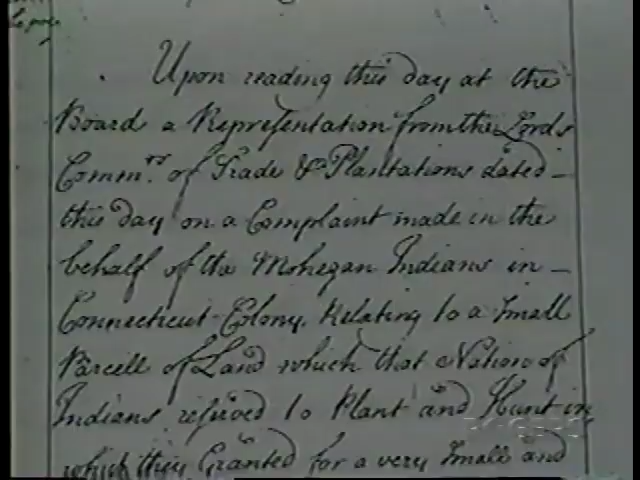 Upon reading this day at the
Board a Representation from the Lords
Comm.rs of Trade & Plantations dated
this day on a Complaint made in the
behalf of the Mohegan Indians in
Connecticut Colony, Relating to a Small
Parcell of Land which that Nation of
Indians reserved to Plant and Hunt in
which they Granted for a very Small and